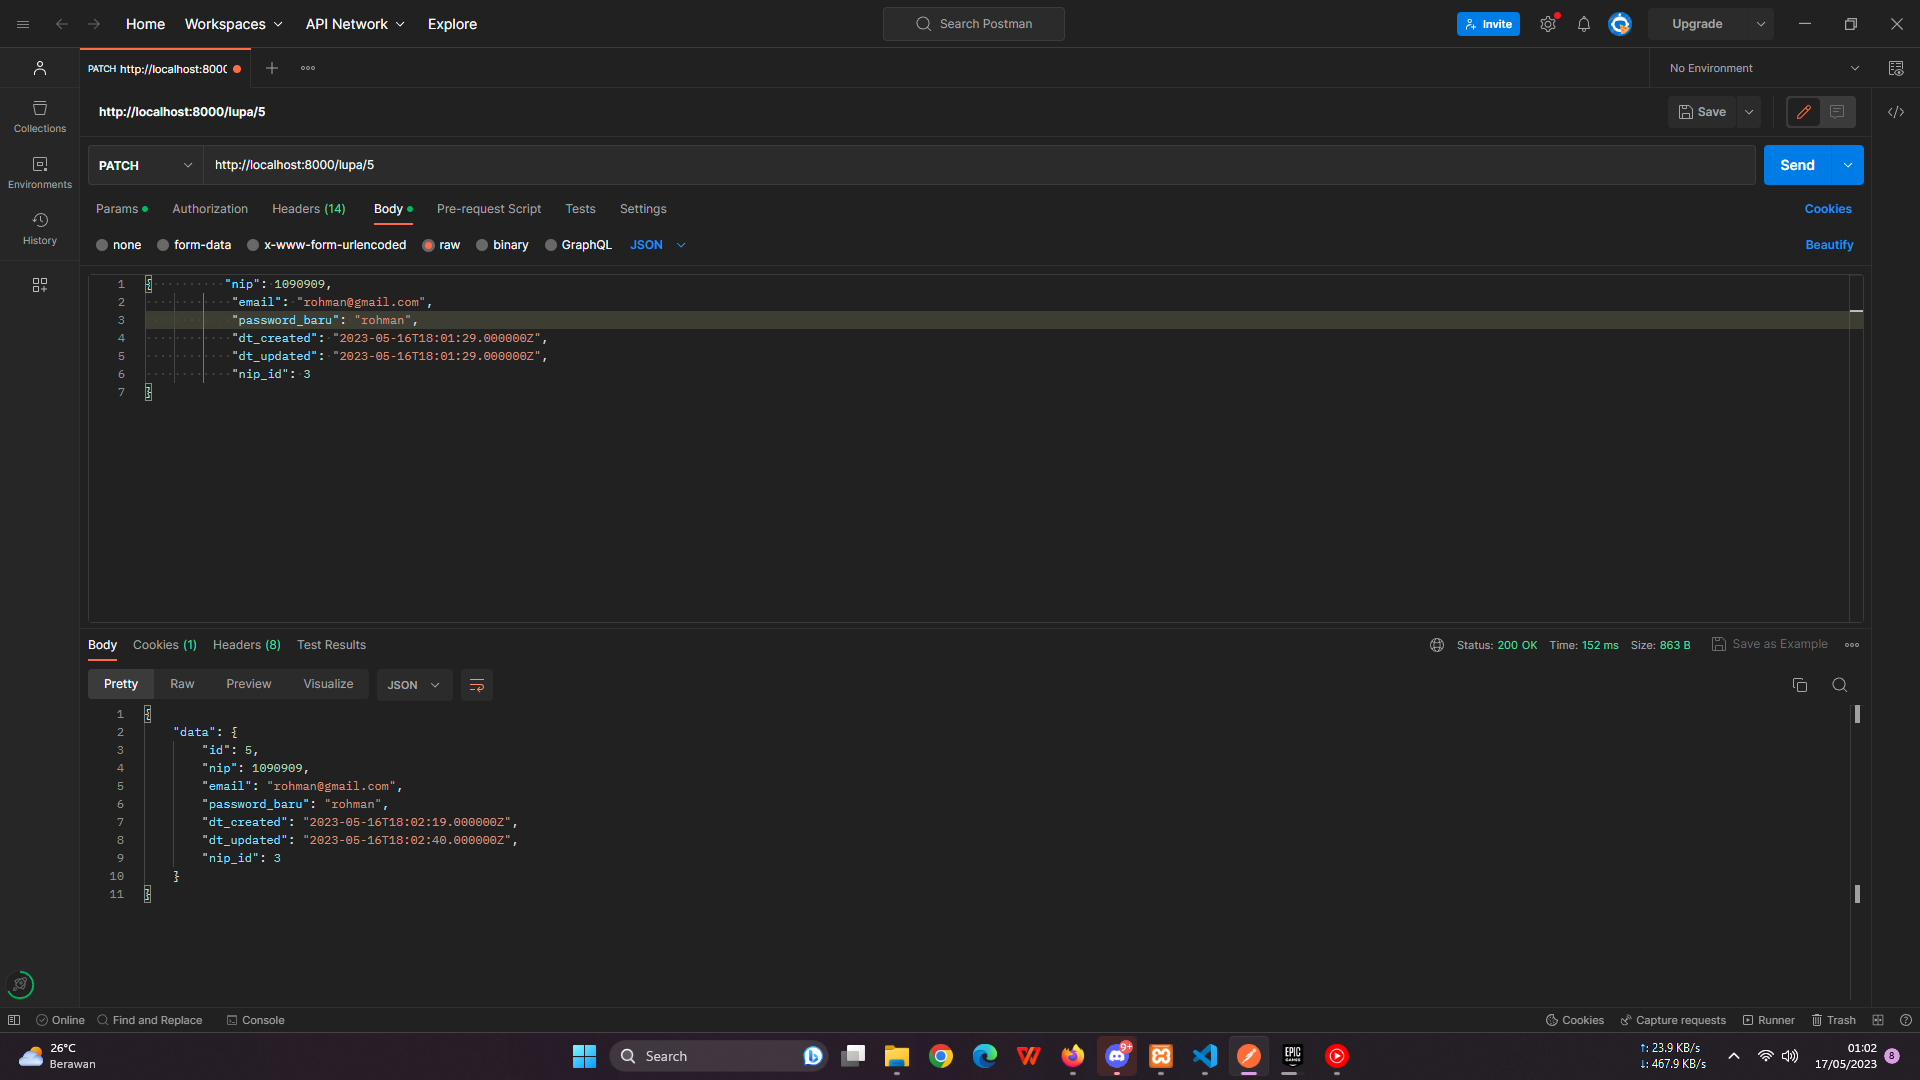 Home Workspaces API Network Explore Search Postman Invite Upgrade
PATCH http://localhost:8000 No Environment
http://localhost:8000/lupa/5 Save
Collections
PATCH http://localhost:8000/lupa/5 Send
Environments
Params Authorization Headers (14) Body Pre-request Script Tests Settings Cookies
History
none form-data x-www-form-urlencoded raw binary GraphQL JSON Beautify
1 { "nip": 1090909,
2 "email": "rohman@gmail.com",
3 "password_baru": "rohman",
4 "dt_created": "2023-05-16T18:01:29.000000Z",
5 "dt_updated": "2023-05-16T18:01:29.000000Z",
6 "nip_id": 3
7 }
Body Cookies (1) Headers (8) Test Results Status: 200 OK Time: 152 ms Size: 863 B Save as Example
Pretty Raw Preview Visualize JSON
1 {
2 "data": {
3 "id": 5,
4 "nip": 1090909,
5 "email": "rohman@gmail.com",
6 "password_baru": "rohman",
7 "dt_created": "2023-05-16T18:02:19.000000Z",
8 "dt_updated": "2023-05-16T18:02:40.000000Z",
9 "nip_id": 3
10 }
11 }
Online Find and Replace Console Cookies Capture requests Runner Trash
26°C
Berawan
Search
9+
EPIC
GAMES
↑: 23.9 KB/s
↓: 467.9 KB/s
01:02
17/05/2023
8